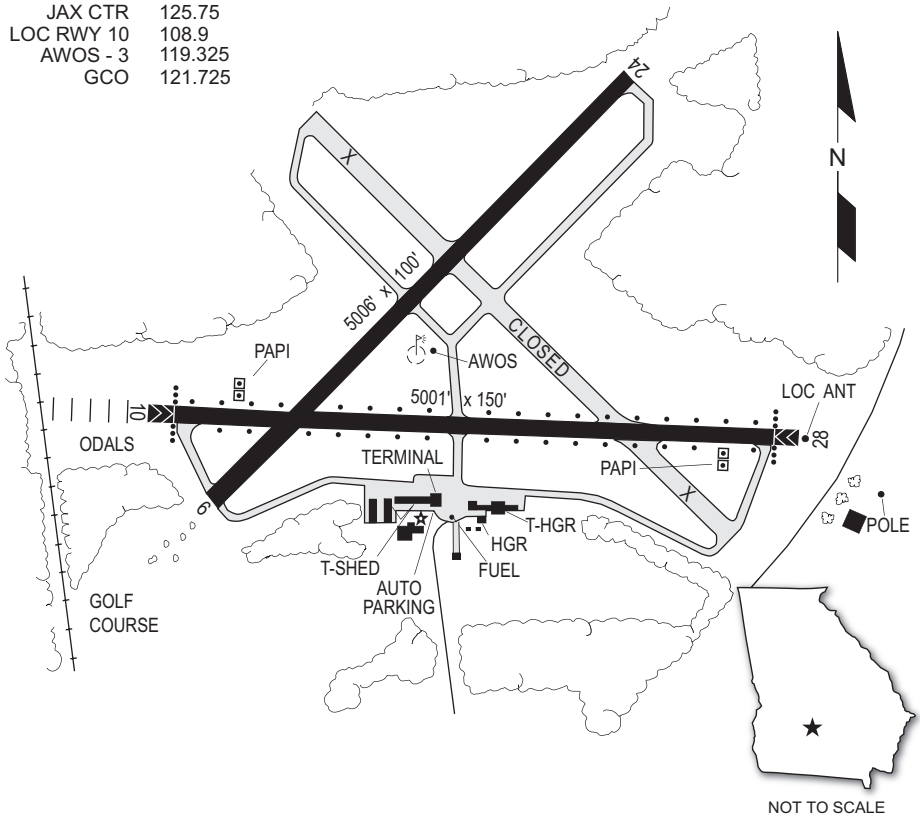 JAX CTR 125.75
LOC RWY 10 108.9
AWOS - 3 119.325
GCO 121.725
24
X
N
5006' x 100'
CLOSED
PAPI
AWOS
5001' x 150'
LOC ANT
10
28
ODALS
TERMINAL
PAPI
X
6
T-HGR
POLE
HGR
T-SHED
FUEL
AUTO
PARKING
GOLF
COURSE
NOT TO SCALE